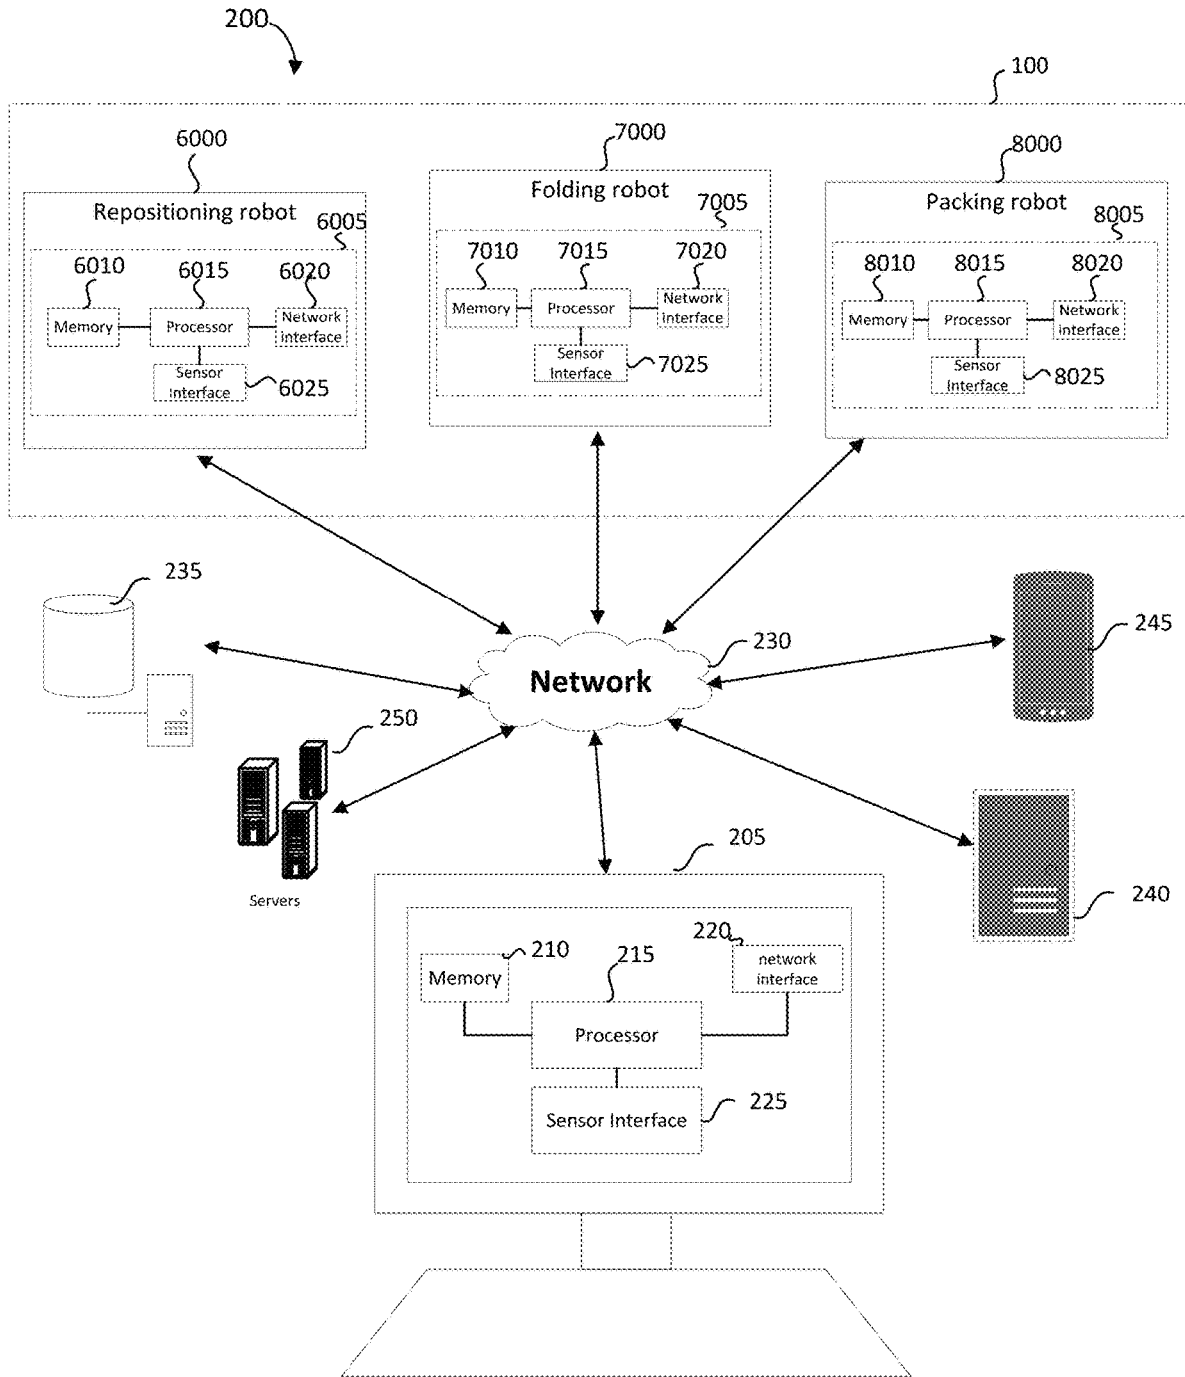 200
100
6000
7000
8000
Repositioning robot
Folding robot
Packing robot
6005
7005
8005
6010
6015
6020
7010
7015
7020
8010
8015
8020
Memory
Processor
Network
interface
Memory
Processor
Network
interface
Memory
Processor
Network
interface
Sensor
Interface
6025
Sensor
Interface
7025
Sensor
Interface
8025
235
245
230
Network
250
Servers
205
240
210
215
220
Memory
network
interface
Processor
Sensor Interface
225